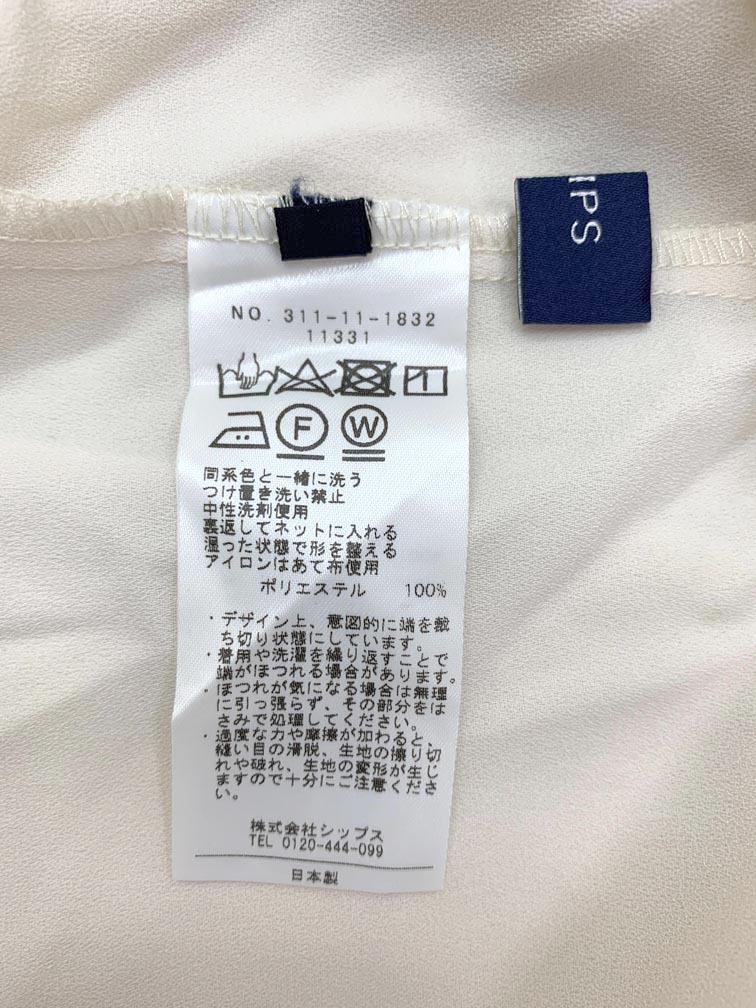 IPS
NO. 311-11-1832
11331
F W
同系色と一緒に洗う
つけ置き洗い禁止
中性洗剤使用
裏返してネットに入れる
湿った状態で形を整える
アイロンはあて布使用
ポリエステル 100%
・デザイン上、意図的に端を裁
ち切り状態にしています。
・着用や洗濯を繰り返すことで
端がほつれる場合があります。
・ほつれが気になる場合は無理
に引っ張らず、その部分をは
さみで処理してください。
・過度な力や摩擦が加わると、
縫い目の滑脱、生地の擦り切
れや破れ、生地の変形が生じ
ますので十分にご注意くださ
い。
株式会社シップス
TEL 0120-444-099
日本製